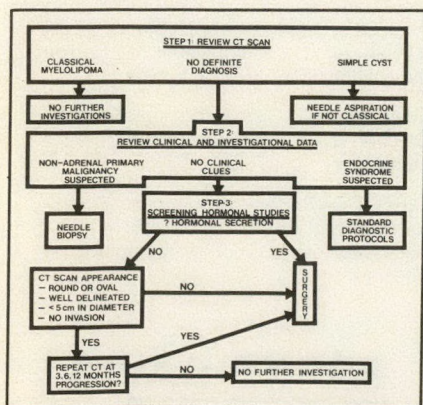 STEP 1: REVIEW CT SCAN
CLASSICAL
MYELOLIPOMA
NO DEFINITE
DIAGNOSIS
SIMPLE CYST
NO FURTHER
INVESTIGATIONS
NEEDLE ASPIRATION
IF NOT CLASSICAL
STEP 2:
REVIEW CLINICAL AND INVESTIGATIONAL DATA
NON-ADRENAL PRIMARY
MALIGNANCY
SUSPECTED
NO CLINICAL
CLUES
ENDOCRINE
SYNDROME
SUSPECTED
NEEDLE
BIOPSY
STEP-3:
SCREENING HORMONAL STUDIES
? HORMONAL SECRETION
STANDARD
DIAGNOSTIC
PROTOCOLS
NO
YES
CT SCAN APPEARANCE
– ROUND OR OVAL
– WELL DELINEATED
– < 5 cm IN DIAMETER
– NO INVASION
NO
SURGERY
YES
YES
REPEAT CT AT
3, 6, 12 MONTHS
PROGRESSION?
NO
NO FURTHER INVESTIGATION